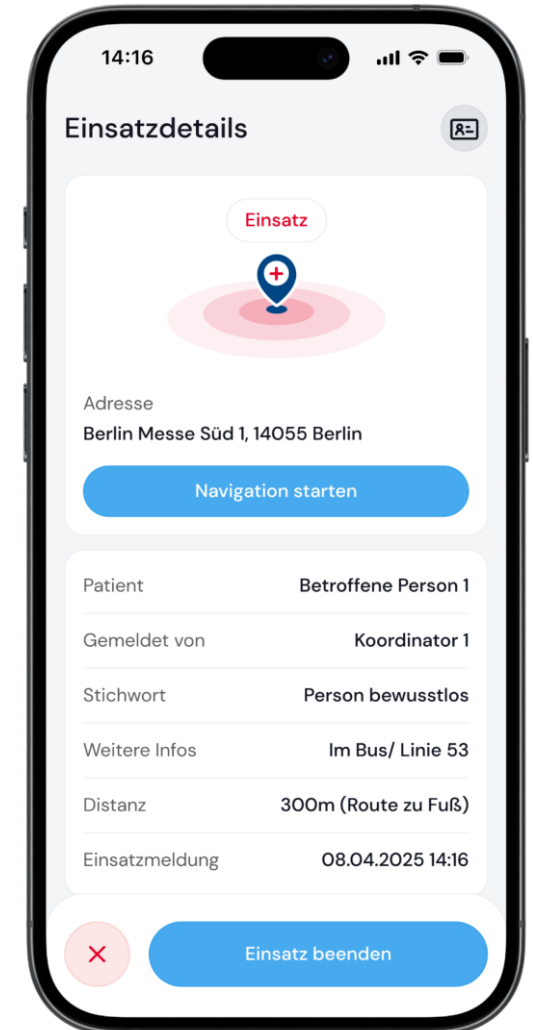 14:16
Einsatzdetails
Einsatz
Adresse
Berlin Messe Süd 1, 14055 Berlin
Navigation starten
Patient Betroffene Person 1
Gemeldet von Koordinator 1
Stichwort Person bewusstlos
Weitere Infos Im Bus/ Linie 53
Distanz 300m (Route zu Fuß)
Einsatzmeldung 08.04.2025 14:16
Einsatz beenden